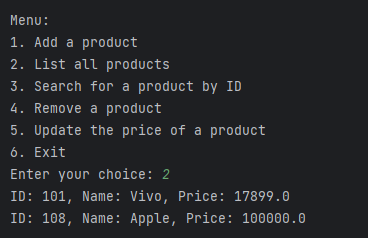 Menu:
1. Add a product
2. List all products
3. Search for a product by ID
4. Remove a product
5. Update the price of a product
6. Exit
Enter your choice: 2
ID: 101, Name: Vivo, Price: 17899.0
ID: 108, Name: Apple, Price: 100000.0